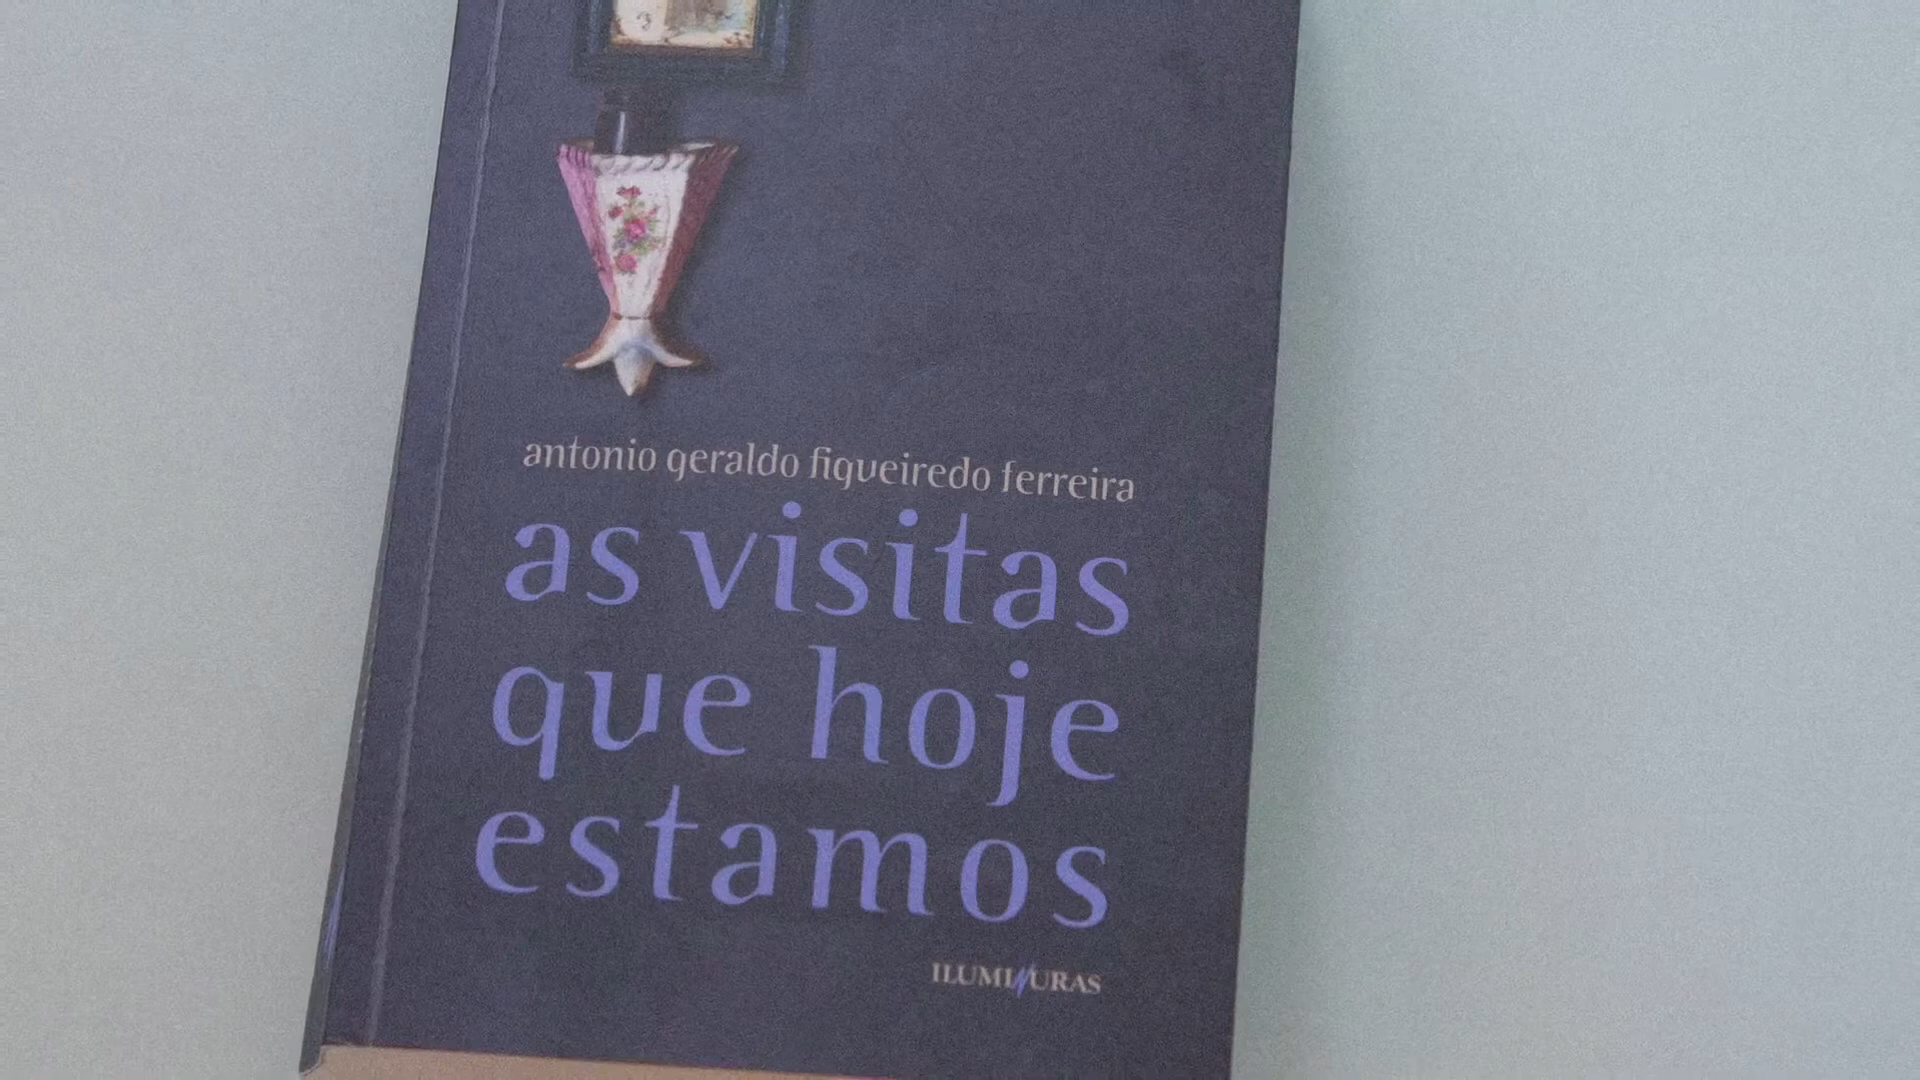 antonio geraldo figueiredo ferreira
as visitas
que hoje
estamos
ILUMINURAS